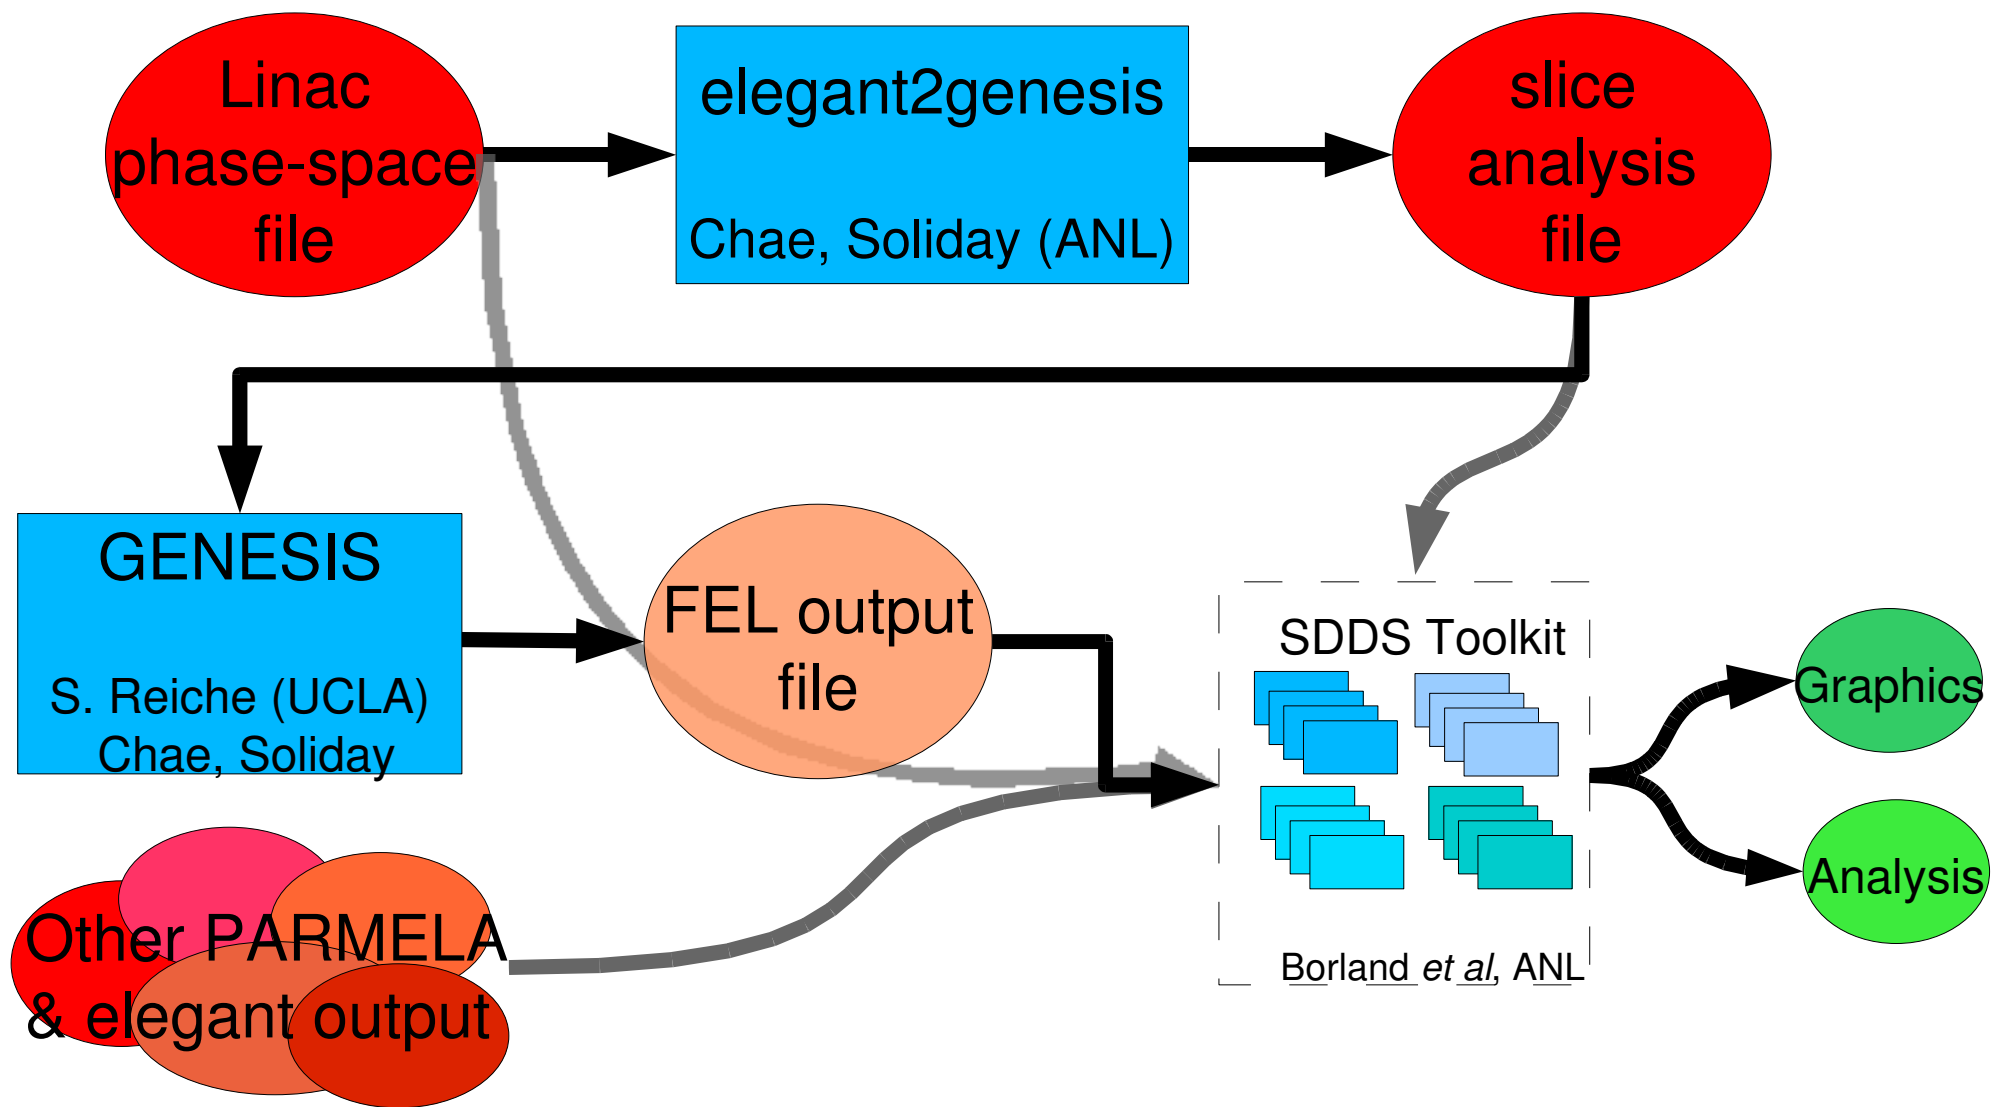 Linac
phase-space
file
elegant2genesis
Chae, Soliday (ANL)
slice
analysis
file
GENESIS
S. Reiche (UCLA)
Chae, Soliday
FEL output
file
SDDS Toolkit
Borland et al, ANL
Graphics
Analysis
Other PARMELA
& elegant output